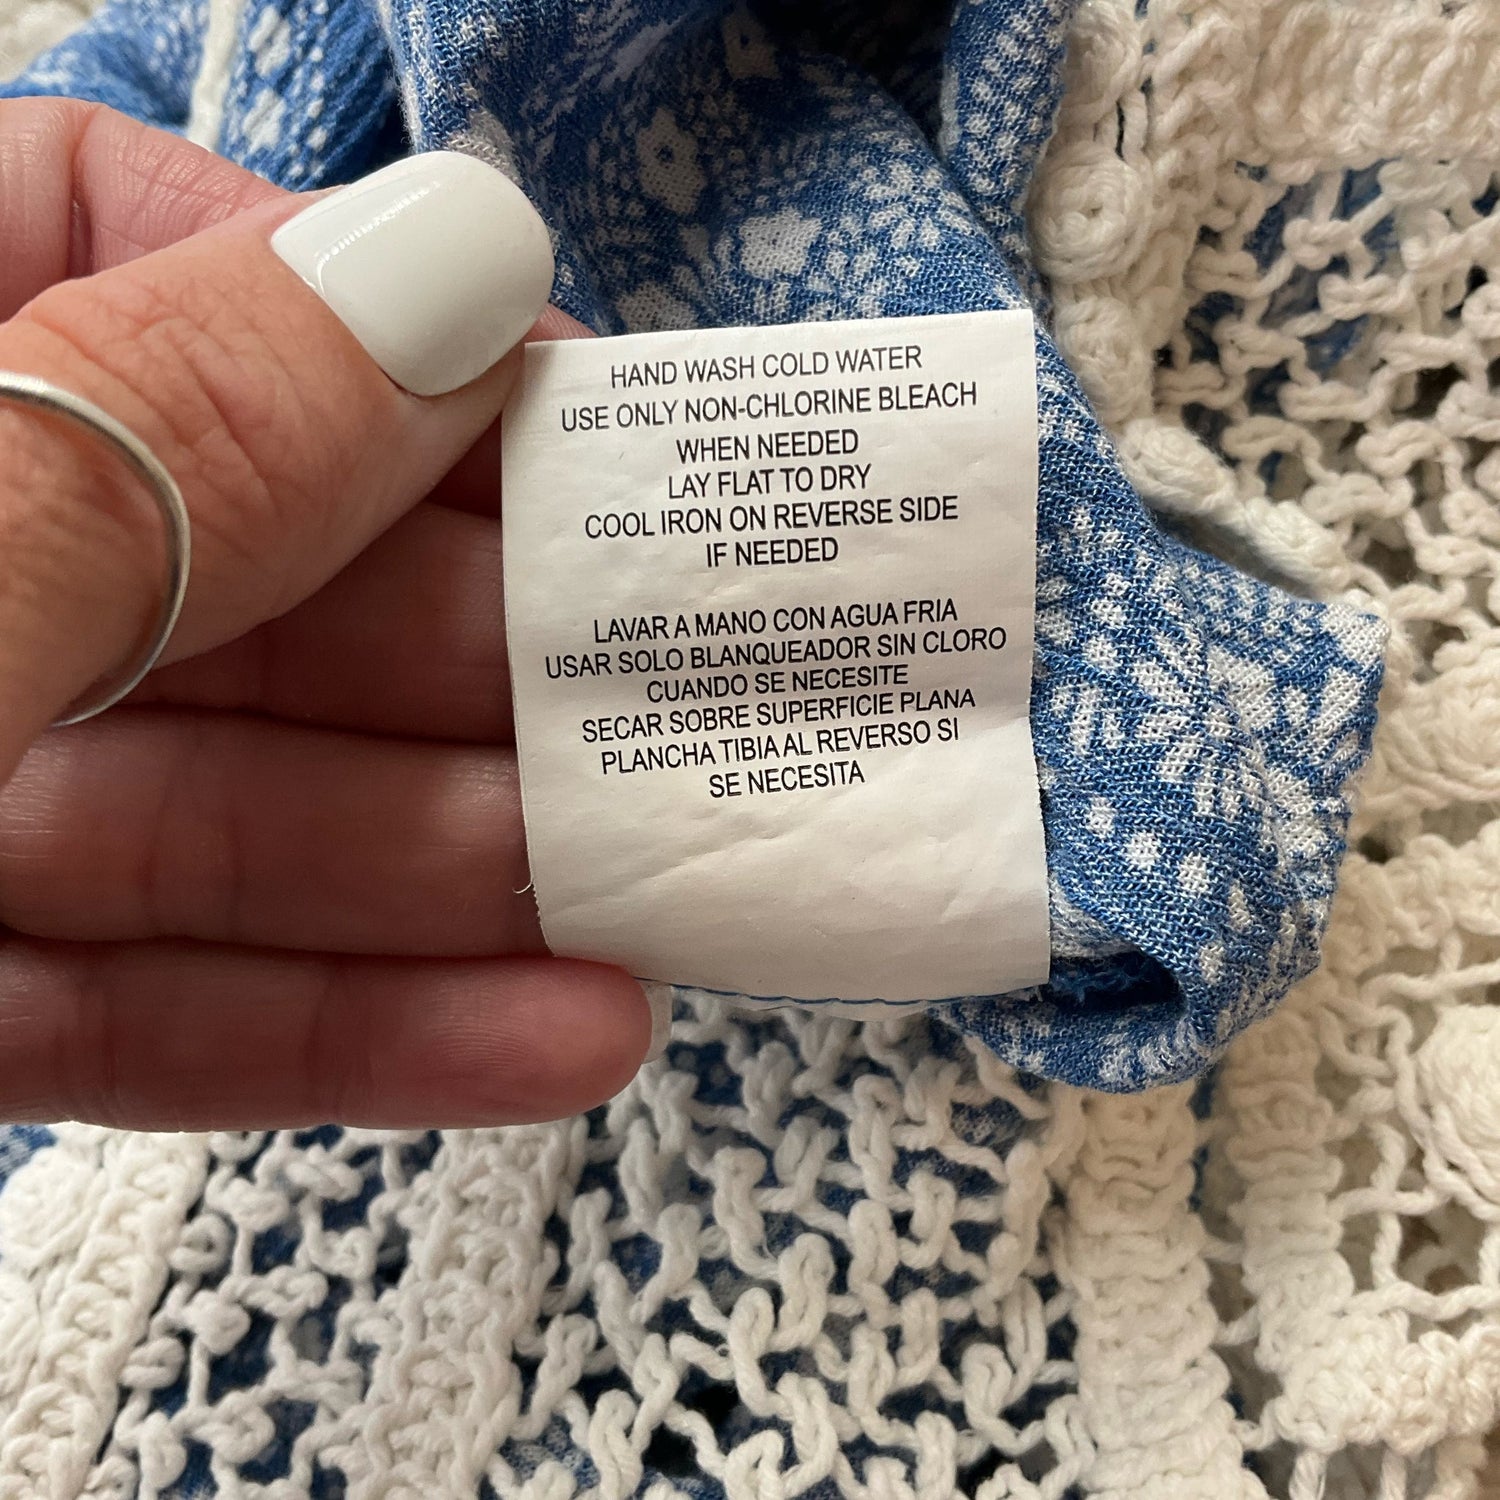 HAND WASH COLD WATER
USE ONLY NON-CHLORINE BLEACH
WHEN NEEDED
LAY FLAT TO DRY
COOL IRON ON REVERSE SIDE
IF NEEDED
LAVAR A MANO CON AGUA FRIA
USAR SOLO BLANQUEADOR SIN CLORO
CUANDO SE NECESITE
SECAR SOBRE SUPERFICIE PLANA
PLANCHA TIBIA AL REVERSO SI
SE NECESITA